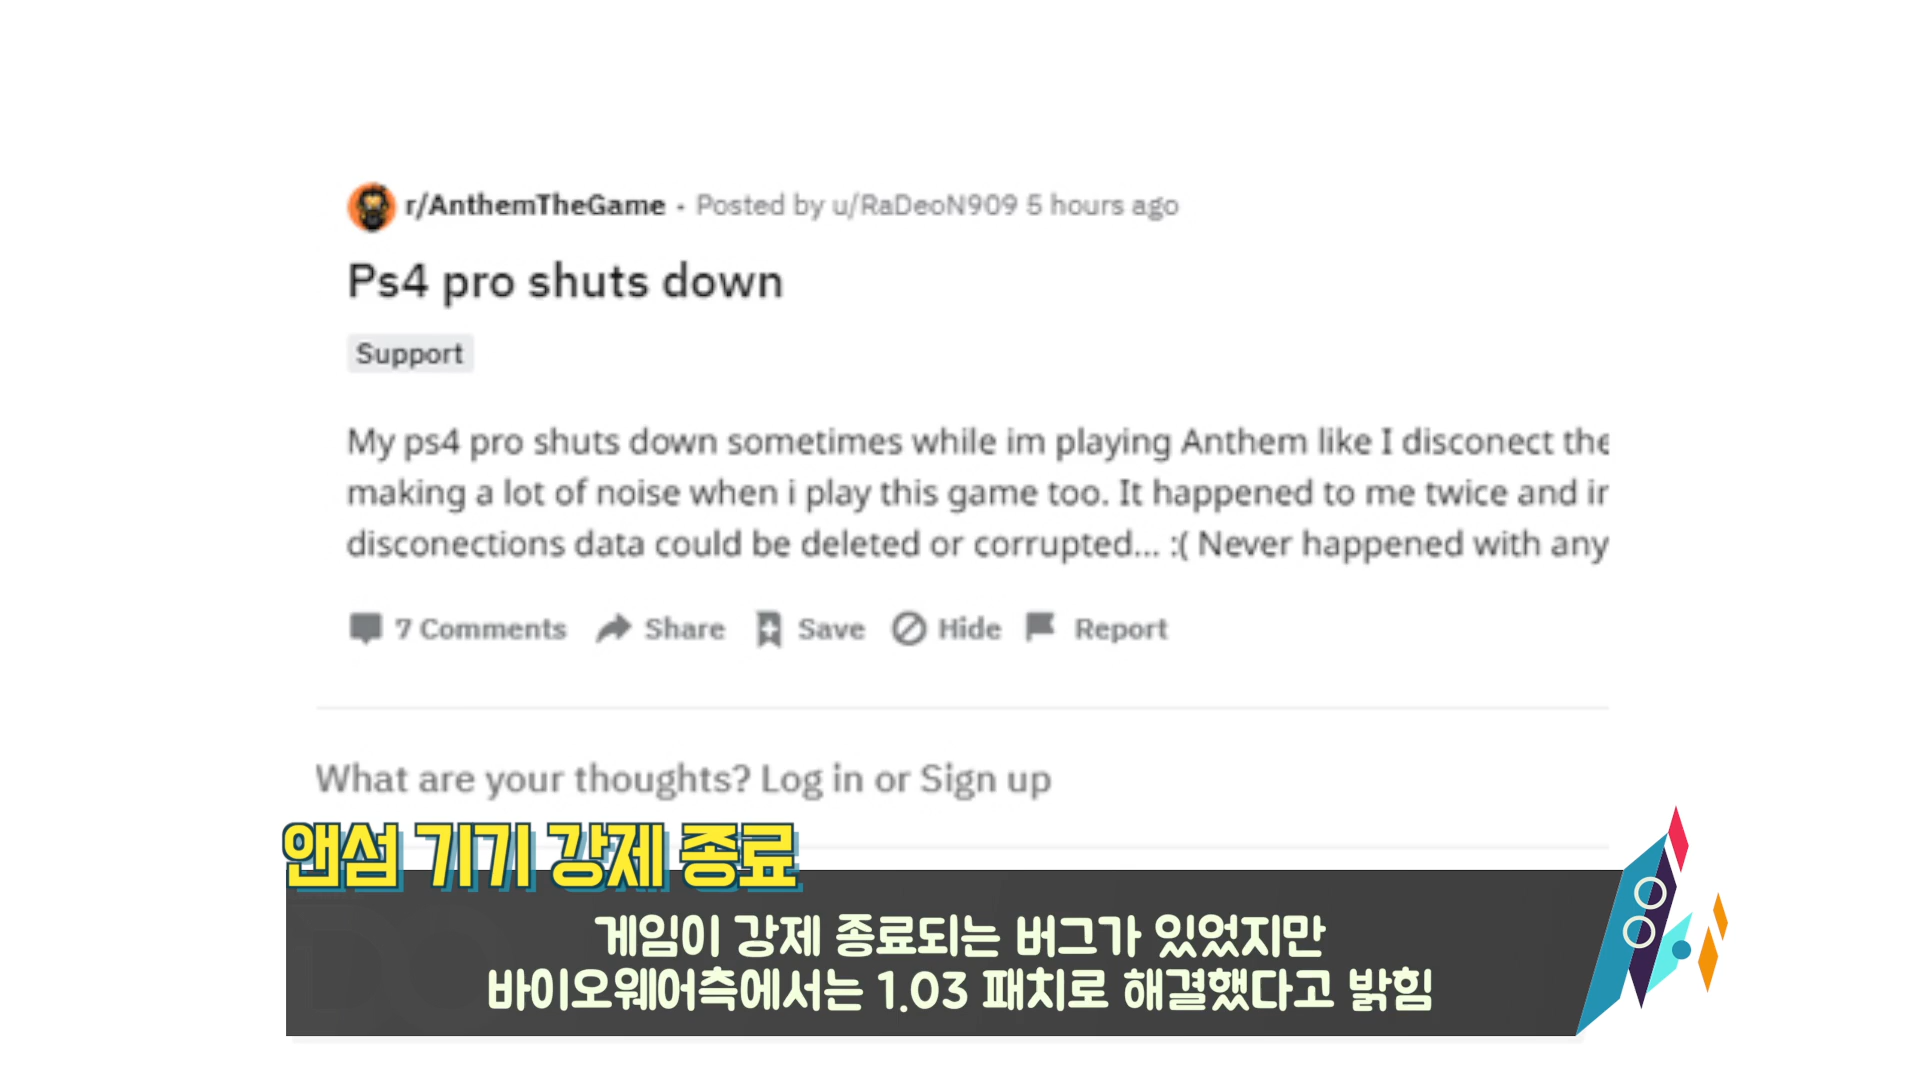 r/AnthemTheGame · Posted by u/RaDeoN909 5 hours ago
Ps4 pro shuts down
Support
My ps4 pro shuts down sometimes while im playing Anthem like I disconect the
making a lot of noise when i play this game too. It happened to me twice and
disconections data could be deleted or corrupted... :( Never happened with any
7 Comments Share Save Hide Report
What are your thoughts? Log in or Sign up
앤섬 기기 강제 종료
게임이 강제 종료되는 버그가 있었지만
바이오웨어측에서는 1.03 패치로 해결했다고 밝힘